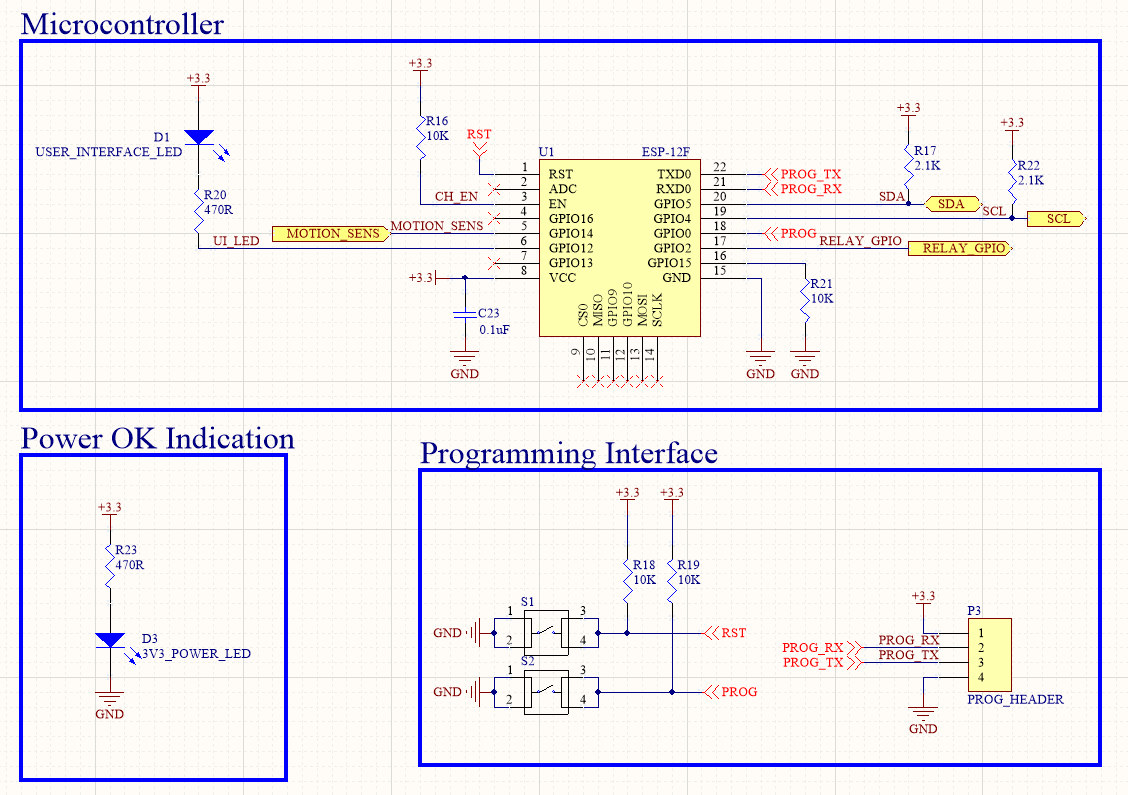 Microcontroller
+3.3
D1
USER_INTERFACE_LED
R20
470R
UI_LED
+3.3
R16
10K
RST
CH_EN
MOTION_SENS
MOTION_SENS
+3.3
C23
0.1uF
GND
U1
ESP-12F
1 RST
2 ADC
3 EN
4 GPIO16
5 GPIO14
6 GPIO12
7 GPIO13
8 VCC
TXD0 22
RXD0 21
GPIO5 20
GPIO4 19
GPIO0 18
GPIO2 17
GPIO15 16
GND 15
CS0 9
MISO 10
GPIO9 11
GPIO10 12
MOSI 13
SCLK 14
PROG_TX
PROG_RX
SDA
SDA
SCL
SCL
PROG
RELAY_GPIO
RELAY_GPIO
+3.3
R17
2.1K
+3.3
R22
2.1K
R21
10K
GND
GND
Power OK Indication
+3.3
R23
470R
D3
3V3_POWER_LED
GND
Programming Interface
+3.3
+3.3
R18
10K
R19
10K
S1
1
2
3
4
GND
RST
S2
1
2
3
4
GND
PROG
+3.3
P3
PROG_RX
PROG_RX
PROG_TX
PROG_TX
1
2
3
4
PROG_HEADER
GND